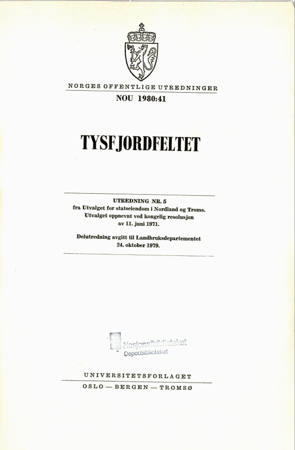 NORGES OFFENTLIGE UTREDNINGER
NOU 1980:41
TYSFJORDFELTET
UTREDNING NR. 5
fra Utvalget for statseiendom i Nordland og Troms.
Utvalget oppnevnt ved kongelig resolusjon
av 11. juni 1971.
Delutredning avgitt til Landbruksdepartementet
24. oktober 1979.
Nasjonalbiblioteket
Depotbiblioteket
UNIVERSITETSFORLAGET
OSLO — BERGEN — TROMSØ